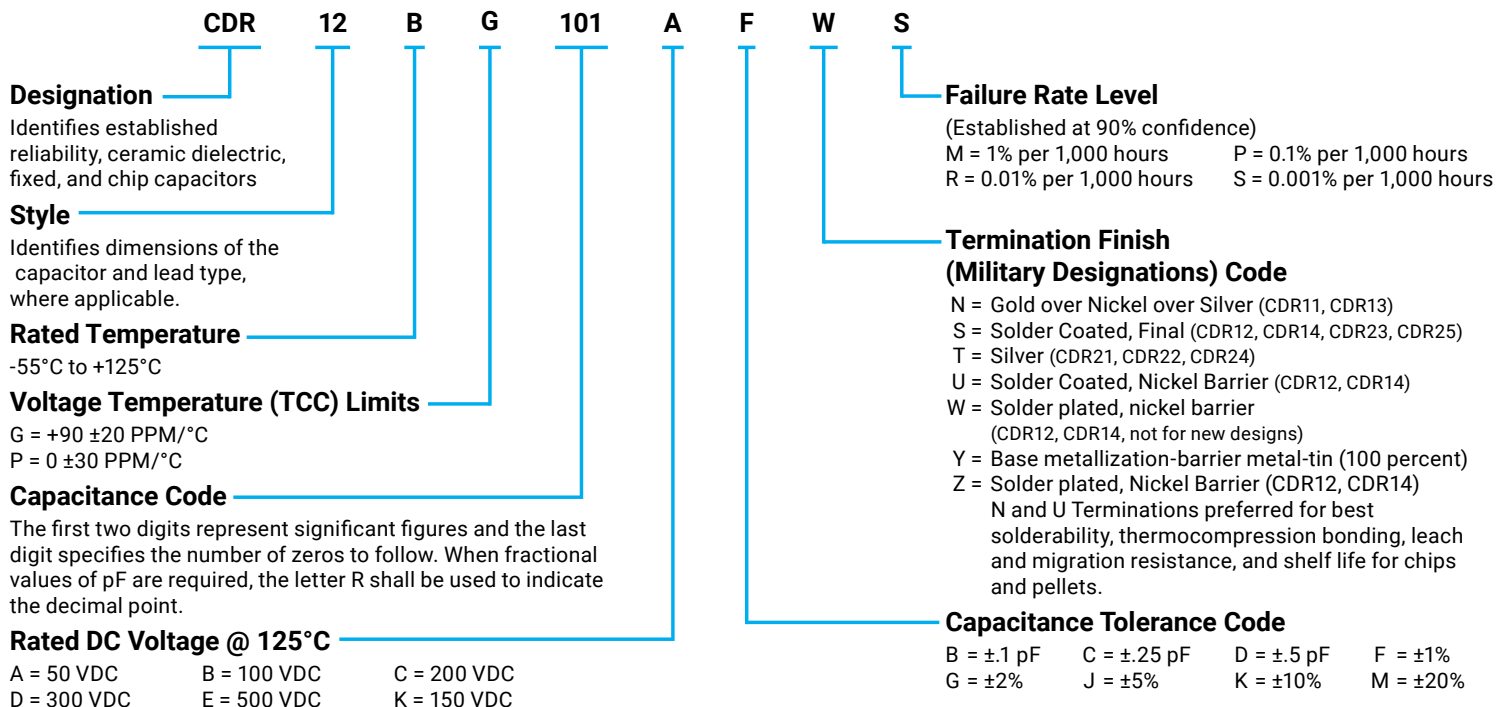 CDR 12 B G 101 A F W S
Designation
Identifies established
reliability, ceramic dielectric,
fixed, and chip capacitors
Style
Identifies dimensions of the
capacitor and lead type,
where applicable.
Rated Temperature
-55°C to +125°C
Voltage Temperature (TCC) Limits
G = +90 ±20 PPM/°C
P = 0 ±30 PPM/°C
Capacitance Code
The first two digits represent significant figures and the last
digit specifies the number of zeros to follow. When fractional
values of pF are required, the letter R shall be used to indicate
the decimal point.
Rated DC Voltage @ 125°C
A = 50 VDC B = 100 VDC C = 200 VDC
D = 300 VDC E = 500 VDC K = 150 VDC
Failure Rate Level
(Established at 90% confidence)
M = 1% per 1,000 hours P = 0.1% per 1,000 hours
R = 0.01% per 1,000 hours S = 0.001% per 1,000 hours
Termination Finish
(Military Designations) Code
N = Gold over Nickel over Silver (CDR11, CDR13)
S = Solder Coated, Final (CDR12, CDR14, CDR23, CDR25)
T = Silver (CDR21, CDR22, CDR24)
U = Solder Coated, Nickel Barrier (CDR12, CDR14)
W = Solder plated, nickel barrier
(CDR12, CDR14, not for new designs)
Y = Base metallization-barrier metal-tin (100 percent)
Z = Solder plated, Nickel Barrier (CDR12, CDR14)
N and U Terminations preferred for best
solderability, thermocompression bonding, leach
and migration resistance, and shelf life for chips
and pellets.
Capacitance Tolerance Code
B = ±.1 pF C = ±.25 pF D = ±.5 pF F = ±1%
G = ±2% J = ±5% K = ±10% M = ±20%